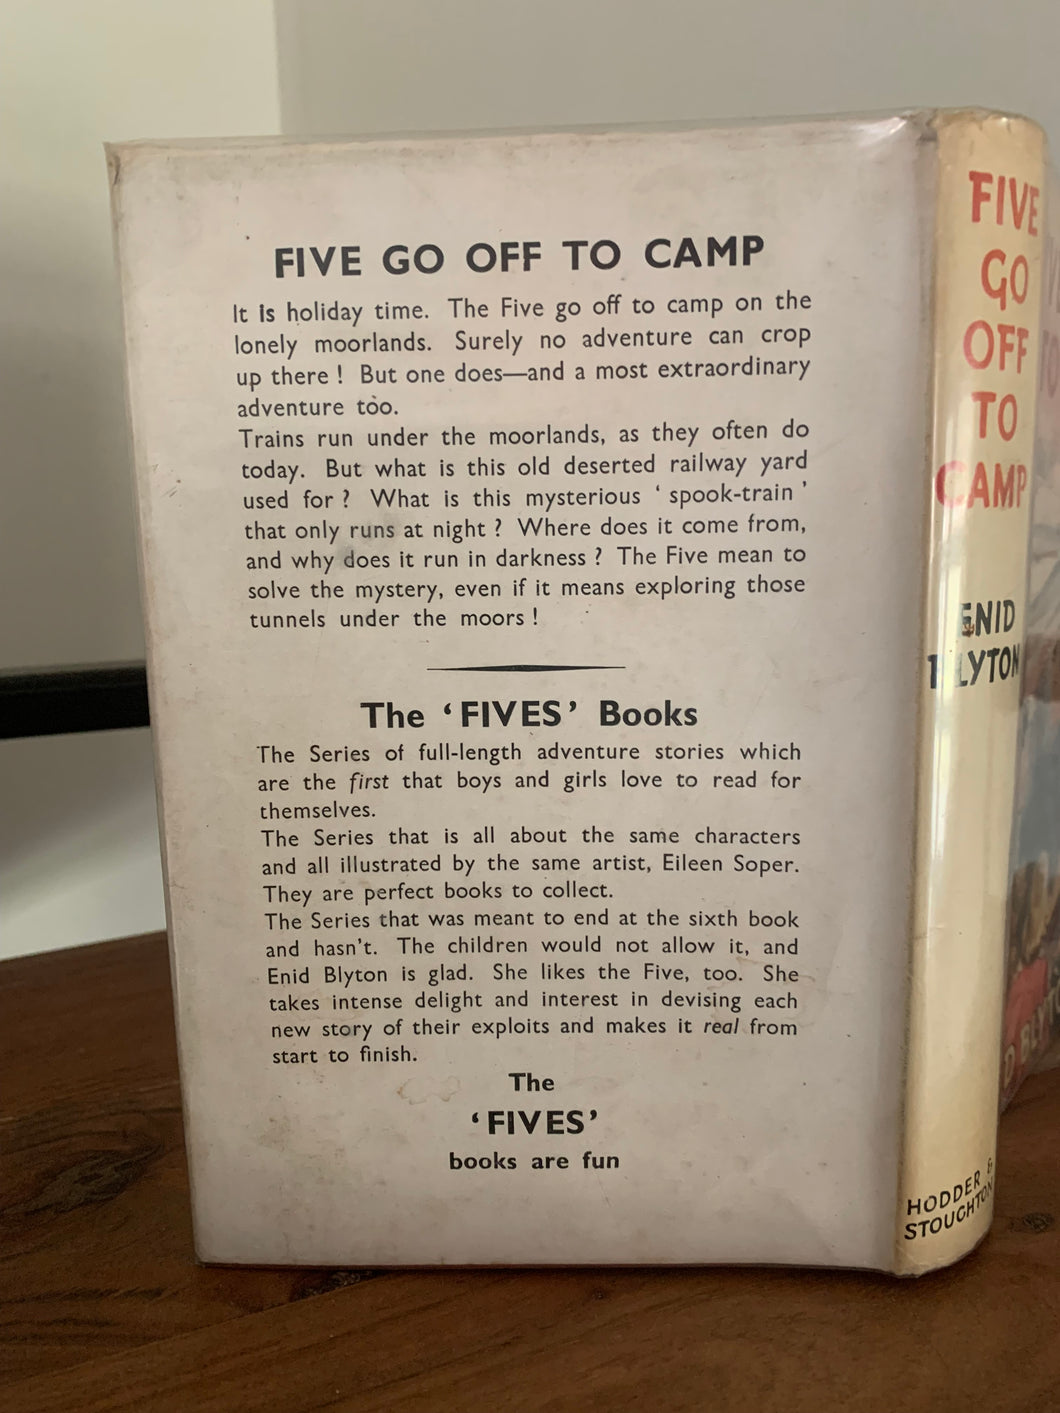 FIVE GO OFF TO CAMP
It is holiday time. The Five go off to camp on the
lonely moorlands. Surely no adventure can crop
up there ! But one does—and a most extraordinary
adventure too.
Trains run under the moorlands, as they often do
today. But what is this old deserted railway yard
used for ? What is this mysterious ‘ spook-train ’
that only runs at night ? Where does it come from,
and why does it run in darkness ? The Five mean to
solve the mystery, even if it means exploring those
tunnels under the moors !
The ‘FIVES’ Books
The Series of full-length adventure stories which
are the first that boys and girls love to read for
themselves.
The Series that is all about the same characters
and all illustrated by the same artist, Eileen Soper.
They are perfect books to collect.
The Series that was meant to end at the sixth book
and hasn't. The children would not allow it, and
Enid Blyton is glad. She likes the Five, too. She
takes intense delight and interest in devising each
new story of their exploits and makes it real from
start to finish.
The
‘FIVES’
books are fun
FIVE
GO
OFF
TO
CAMP
ENID
BLYTON
HODDER &
STOUGHTON